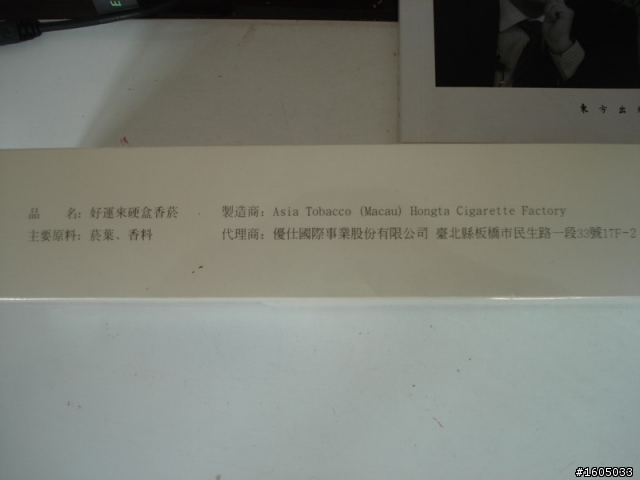 E
東方出
品　　名：好運來硬盒香菸　　製造商：Asia Tobacco (Macau) Hongta Cigarette Factory
主要原料：菸葉、香料　　代理商：優仕國際事業股份有限公司 臺北縣板橋市民生路一段33號17F-2
#1605033